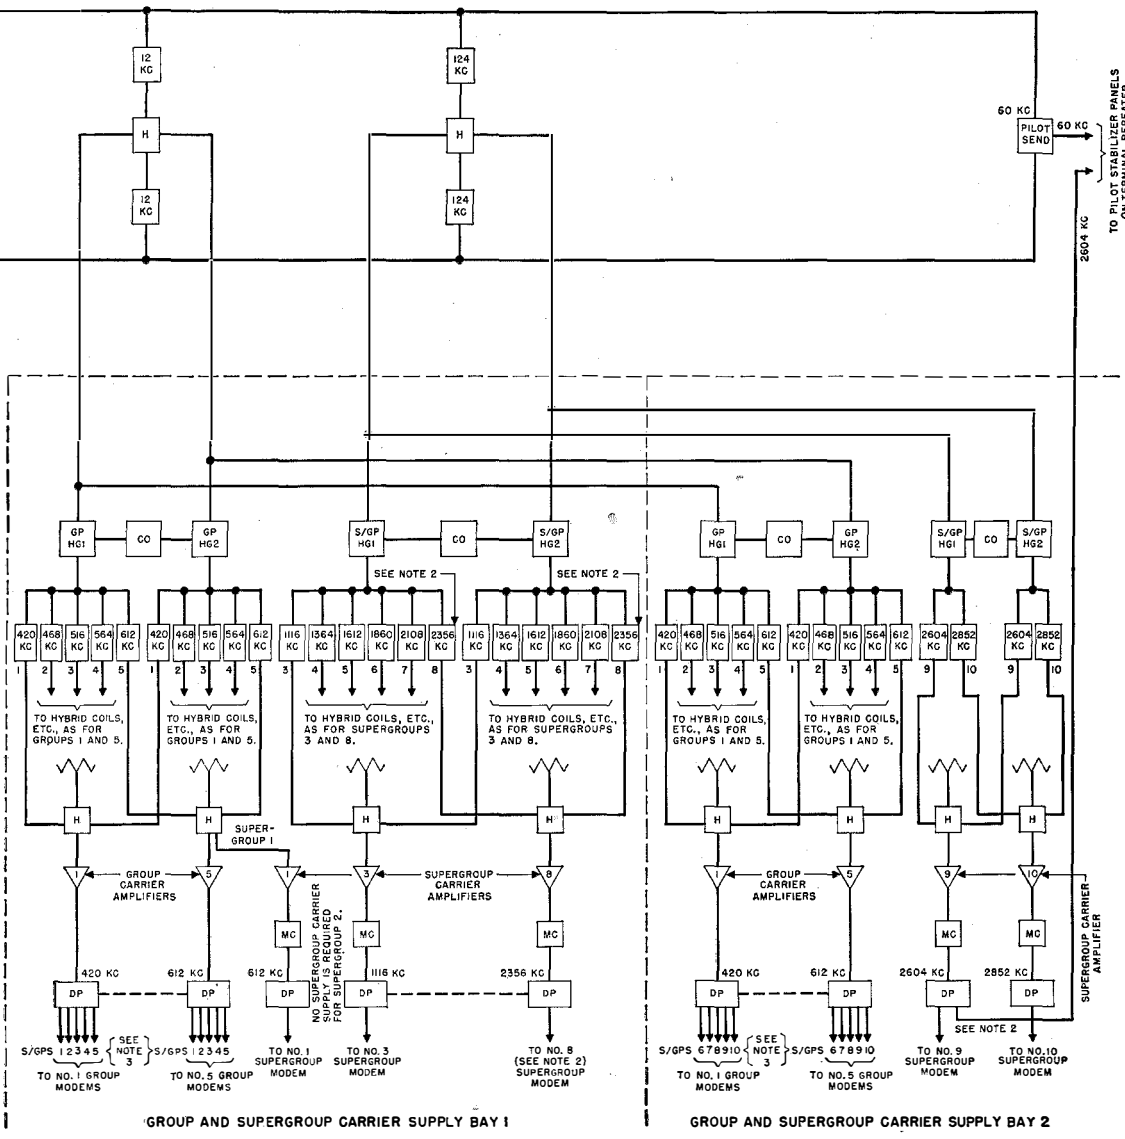 12
KC
124
KC
H
H
12
KC
124
KC
60 KC
PILOT
SEND
60 KC
TO PILOT STABILIZER PANELS
ON TERMINAL REPEATER
2604 KC
GP
HG1
CO
GP
HG2
S/GP
HG1
CO
S/GP
HG2
GP
HG1
CO
GP
HG2
S/GP
HG1
CO
S/GP
HG2
SEE NOTE 2
SEE NOTE 2
420 KC
468 KC
516 KC
564 KC
612 KC
420 KC
468 KC
516 KC
564 KC
612 KC
1116 KC
1364 KC
1612 KC
1860 KC
2108 KC
2356 KC
1116 KC
1364 KC
1612 KC
1860 KC
2108 KC
2356 KC
420 KC
468 KC
516 KC
564 KC
612 KC
420 KC
468 KC
516 KC
564 KC
612 KC
2604 KC
2852 KC
2604 KC
2852 KC
1 2 3 4 5 1 2 3 4 5 3 4 5 6 7 8 3 4 5 6 7 8 1 2 3 4 5 1 2 3 4 5 9 10 9 10
TO HYBRID COILS,
ETC., AS FOR
GROUPS 1 AND 5.
TO HYBRID COILS,
ETC., AS FOR
GROUPS 1 AND 5.
TO HYBRID COILS, ETC.,
AS FOR SUPERGROUPS
3 AND 8.
TO HYBRID COILS, ETC.,
AS FOR SUPERGROUPS
3 AND 8.
TO HYBRID COILS,
ETC., AS FOR
GROUPS 1 AND 5.
TO HYBRID COILS,
ETC., AS FOR
GROUPS 1 AND 5.
H H H H H H H H
SUPER-
GROUP 1
1
GROUP
CARRIER
AMPLIFIERS
5
1
3
SUPERGROUP
CARRIER
AMPLIFIERS
8
1
GROUP
CARRIER
AMPLIFIERS
5
9
10
SUPERGROUP CARRIER
AMPLIFIER
NO SUPERGROUP CARRIER
SUPPLY IS REQUIRED
FOR SUPERGROUP 2.
MC MC MC MC MC
420 KC
612 KC
612 KC
1116 KC
2356 KC
420 KC
612 KC
2604 KC
2852 KC
DP DP DP DP DP DP DP DP DP
SEE NOTE 2
S/GPS 1 2 3 4 5
SEE
NOTE
3
S/GPS 1 2 3 4 5
TO NO. 1 GROUP
MODEMS
TO NO. 5 GROUP
MODEMS
TO NO. 1
SUPERGROUP
MODEM
TO NO. 3
SUPERGROUP
MODEM
TO NO. 8
(SEE NOTE 2)
SUPERGROUP
MODEM
S/GPS 6 7 8 9 10
SEE
NOTE
3
S/GPS 6 7 8 9 10
TO NO. 1 GROUP
MODEMS
TO NO. 5 GROUP
MODEMS
TO NO. 9
SUPERGROUP
MODEM
TO NO. 10
SUPERGROUP
MODEM
GROUP AND SUPERGROUP CARRIER SUPPLY BAY 1
GROUP AND SUPERGROUP CARRIER SUPPLY BAY 2